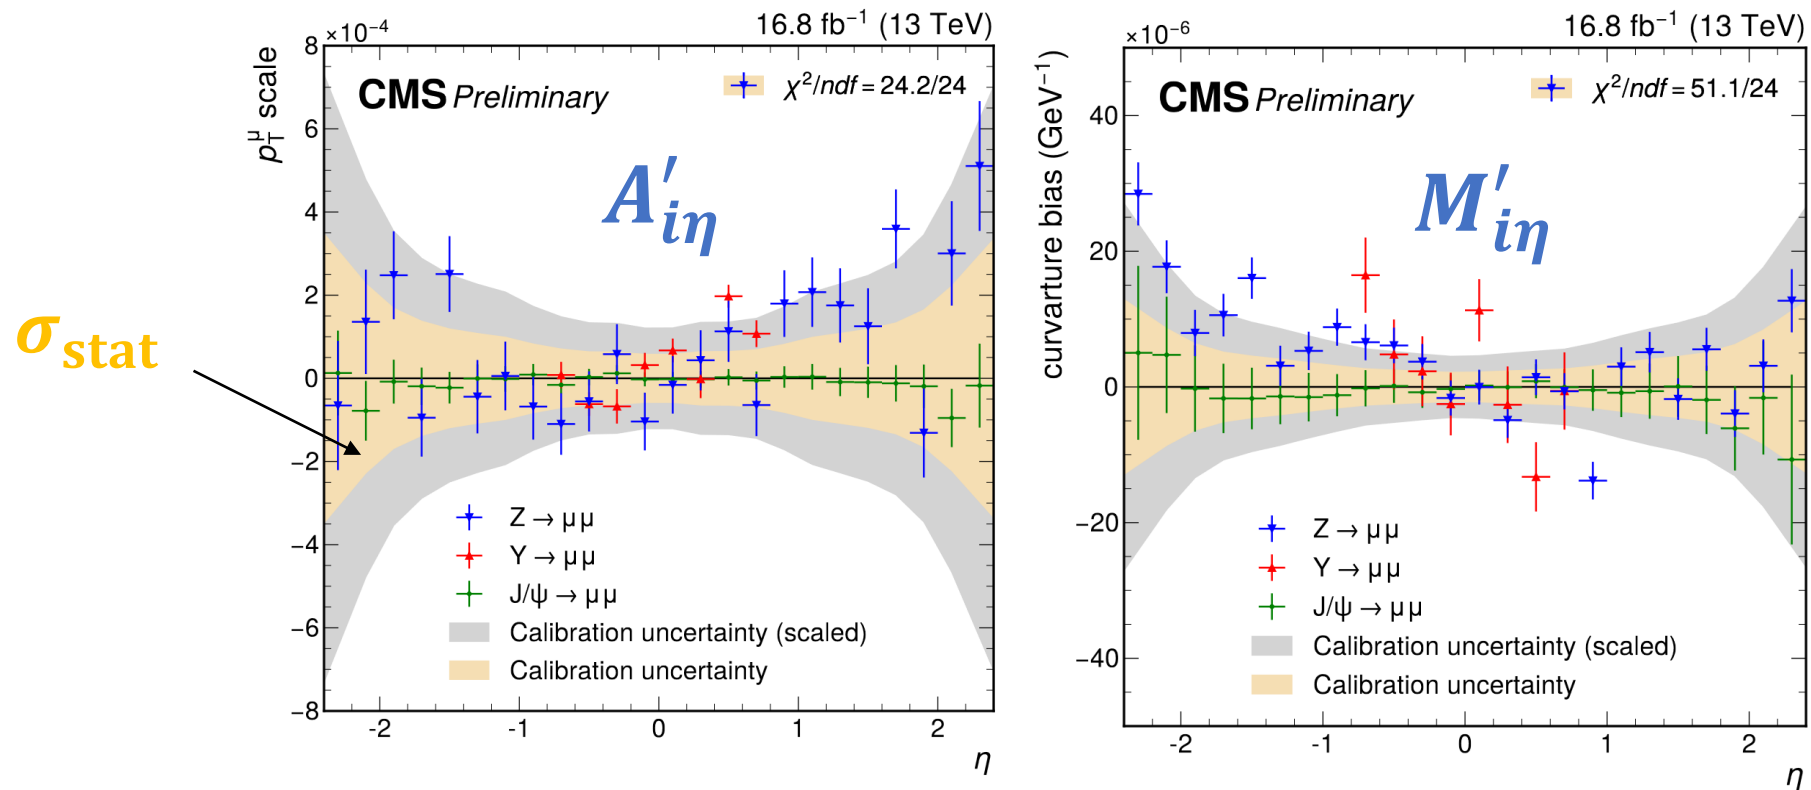 σ stat
×10⁻⁴
16.8 fb⁻¹ (13 TeV)
CMS Preliminary
χ²/ndf = 24.2/24
A′iη
pTμ scale
8
6
4
2
0
−2
−4
−6
−8
Z → μμ
Υ → μμ
J/ψ → μμ
Calibration uncertainty (scaled)
Calibration uncertainty
-2 -1 0 1 2
η
×10⁻⁶
16.8 fb⁻¹ (13 TeV)
CMS Preliminary
χ²/ndf = 51.1/24
M′iη
curvarture bias (GeV⁻¹)
40
20
0
−20
−40
Z → μμ
Υ → μμ
J/ψ → μμ
Calibration uncertainty (scaled)
Calibration uncertainty
-2 -1 0 1 2
η